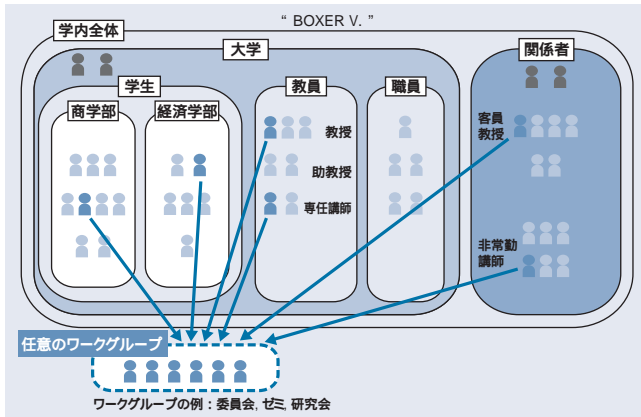 “ BOXER V. ”
学内全体
大学
関係者
学生
教員
職員
商学部
経済学部
教授
助教授
専任講師
客員
教授
非常勤
講師
任意のワークグループ
ワークグループの例：委員会, ゼミ, 研究会